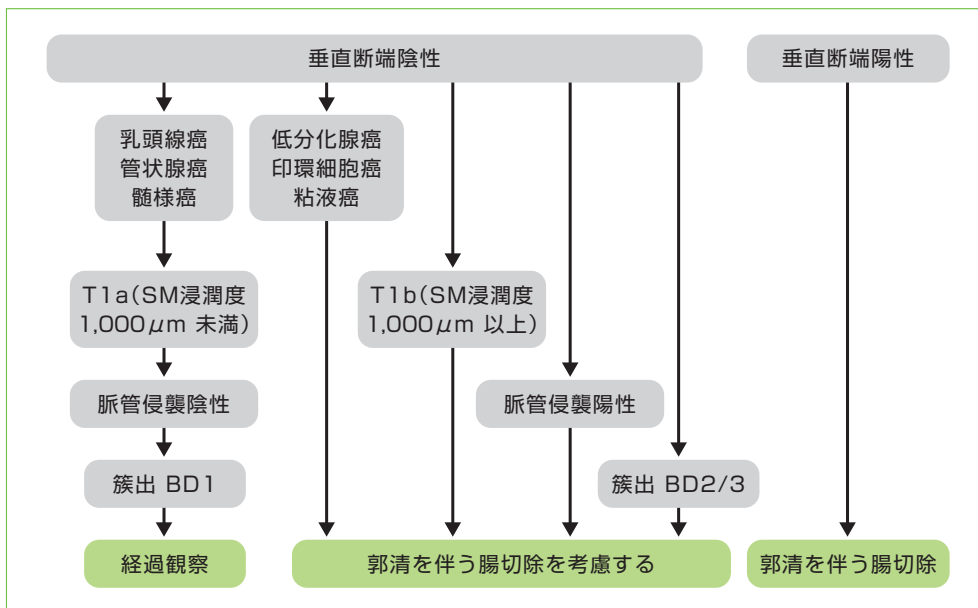 垂直断端陰性
垂直断端陽性
乳頭線癌
管状腺癌
髄様癌
低分化腺癌
印環細胞癌
粘液癌
T1a（SM浸潤度
1,000μm 未満）
T1b（SM浸潤度
1,000μm 以上）
脈管侵襲陰性
脈管侵襲陽性
簇出 BD1
簇出 BD2/3
経過観察
郭清を伴う腸切除を考慮する
郭清を伴う腸切除